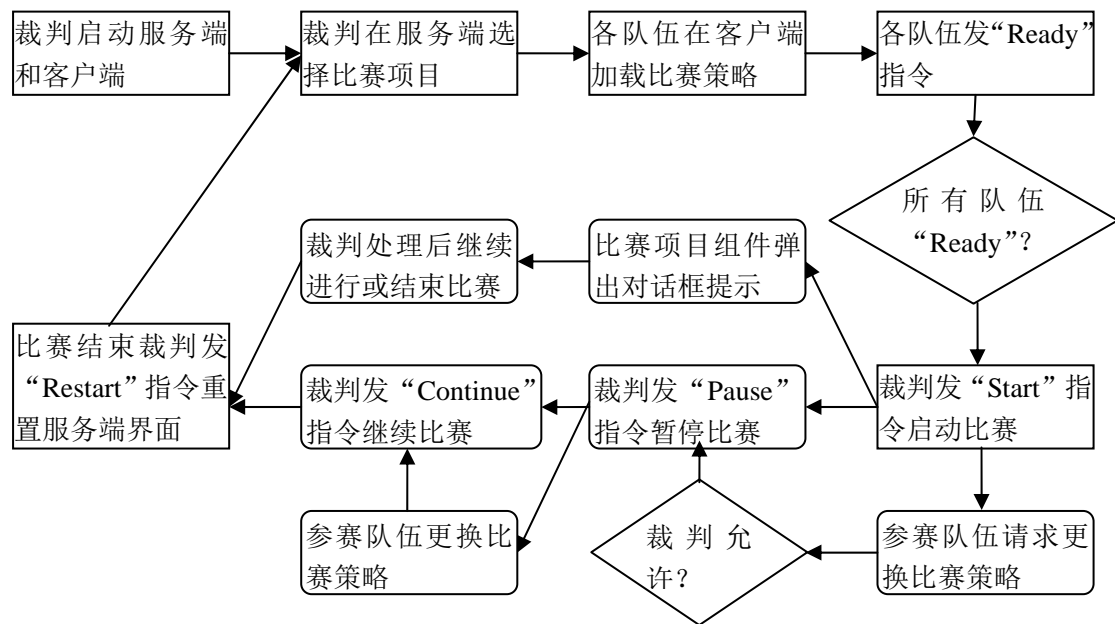 裁判启动服务端
和客户端
裁判在服务端选
择比赛项目
各队伍在客户端
加载比赛策略
各队伍发“Ready”
指令
所有队伍
“Ready”？
裁判处理后继续
进行或结束比赛
比赛项目组件弹
出对话框提示
比赛结束裁判发
“Restart”指令重
置服务端界面
裁判发“Continue”
指令继续比赛
裁判发“Pause”
指令暂停比赛
裁判发“Start”指
令启动比赛
参赛队伍更换比
赛策略
裁判允
许？
参赛队伍请求更
换比赛策略